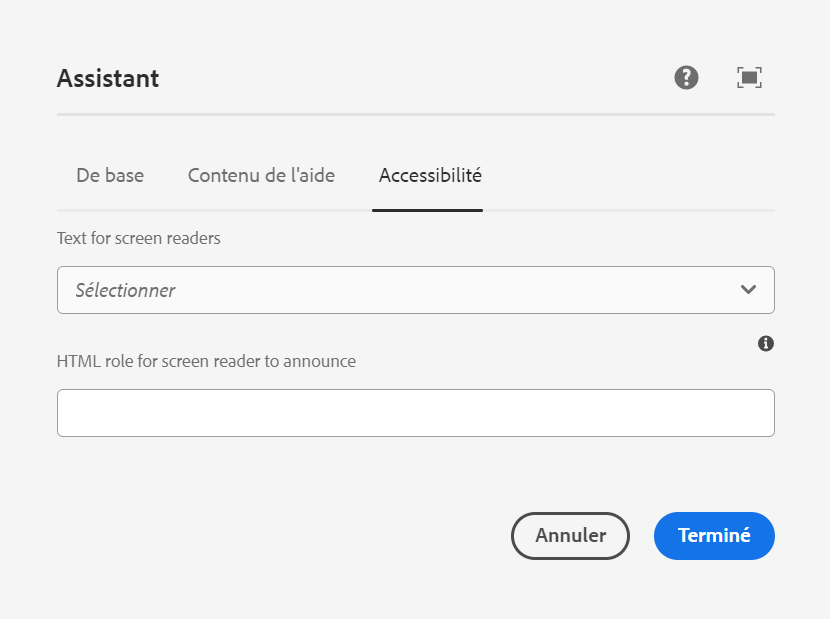 Assistant
De base
Contenu de l'aide
Accessibilité
Text for screen readers
Sélectionner
HTML role for screen reader to announce
Annuler
Terminé